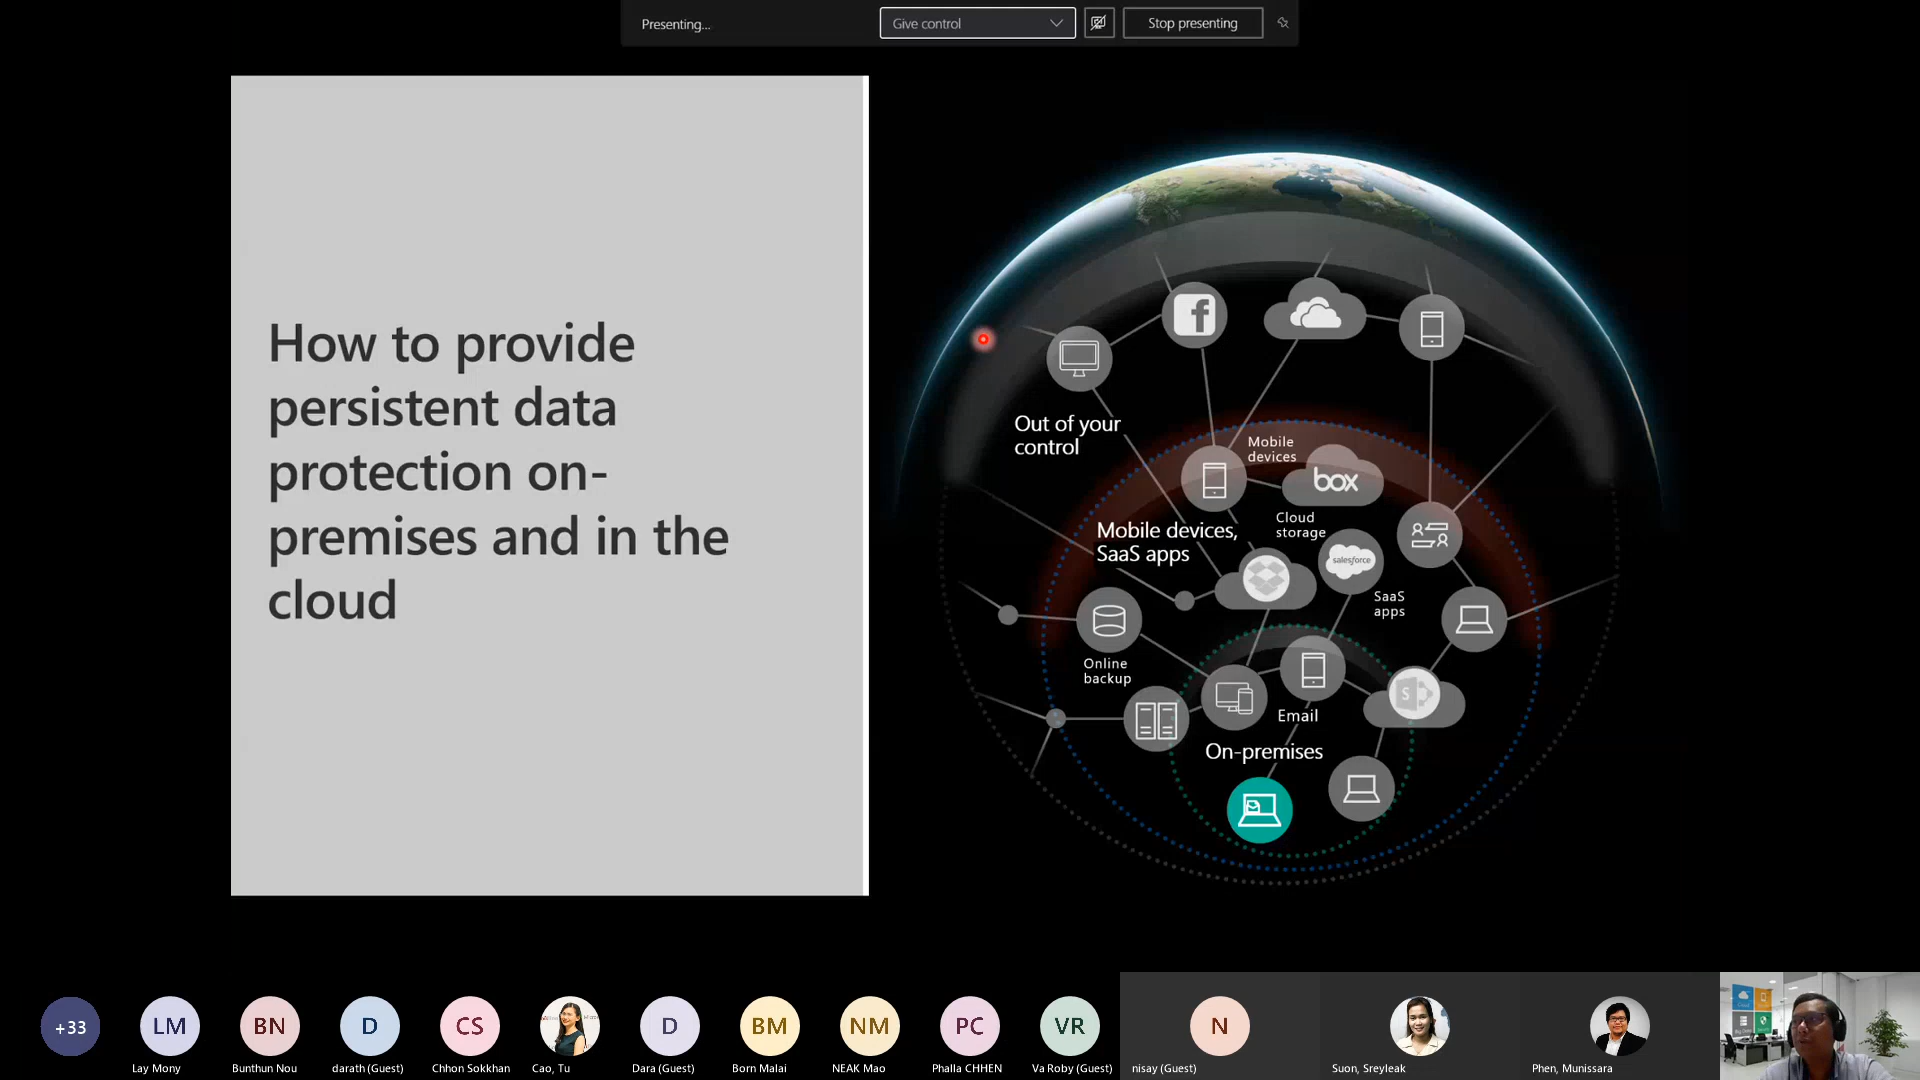 Presenting...
Give control
Stop presenting
How to provide
persistent data
protection on-
premises and in the
cloud
Out of your
control
Mobile
devices
box
Mobile devices,
SaaS apps
Cloud
storage
salesforce
SaaS
apps
Online
backup
S
Email
On-premises
+33
LM
BN
D
CS
D
BM
NM
PC
VR
N
Lay Mony
Bunthun Nou
darath (Guest)
Chhon Sokkhan
Cao, Tu
Dara (Guest)
Born Malai
NEAK Mao
Phalla CHHEN
Va Roby (Guest)
nisay (Guest)
Suon, Sreyleak
Phen, Munissara